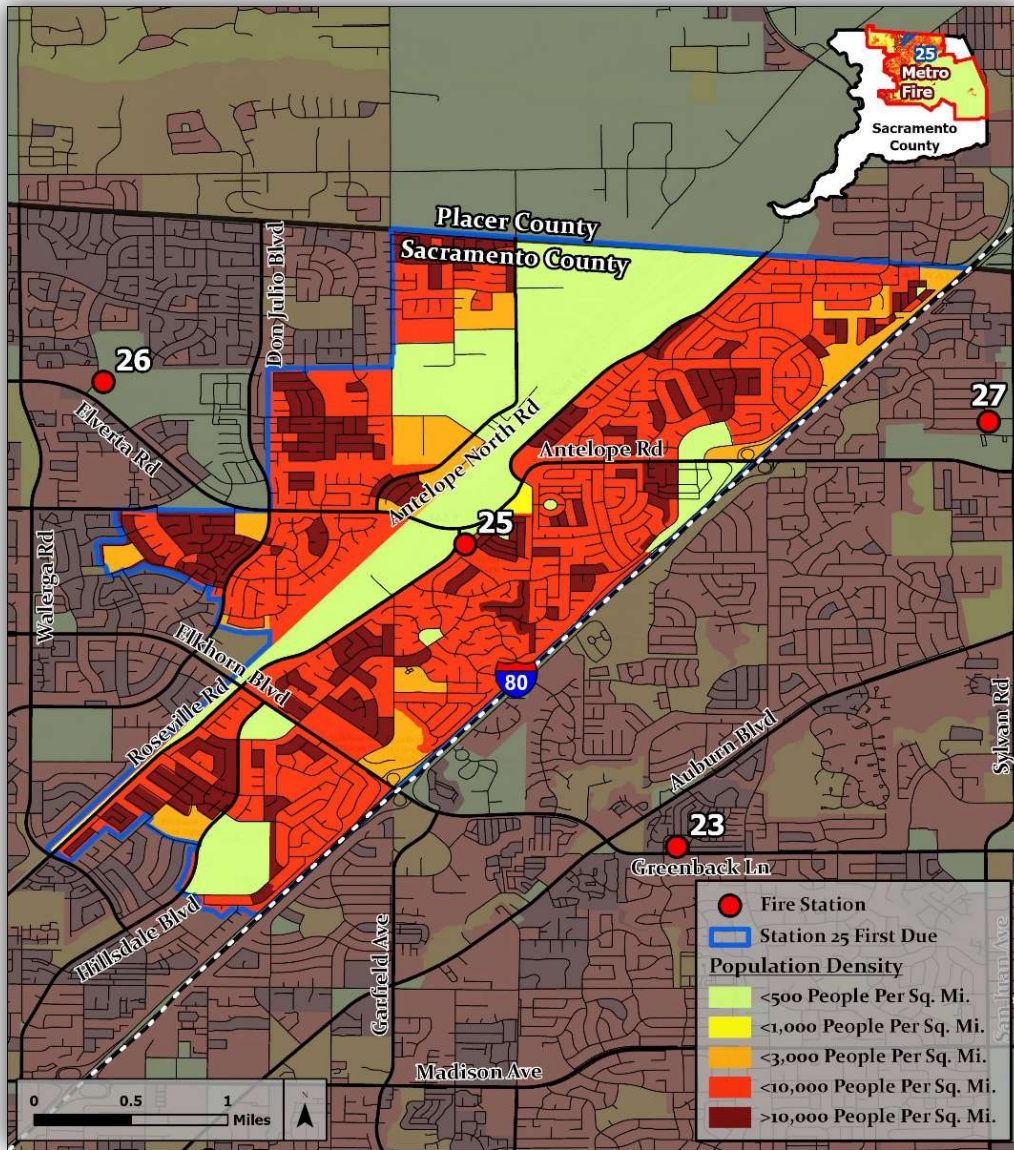 25
Metro
Fire
Sacramento
County
Placer County
Sacramento County
Don Julio Blvd
26
27
Elverta Rd
Antelope North Rd
Antelope Rd
25
Walerga Rd
Elkhorn Blvd
80
Roseville Rd
Auburn Blvd
Sylvan Rd
23
Greenback Ln
Hillsdale Blvd
Garfield Ave
San Juan Ave
Madison Ave
Fire Station
Station 25 First Due
Population Density
<500 People Per Sq. Mi.
<1,000 People Per Sq. Mi.
<3,000 People Per Sq. Mi.
<10,000 People Per Sq. Mi.
>10,000 People Per Sq. Mi.
0 0.5 1
Miles
N